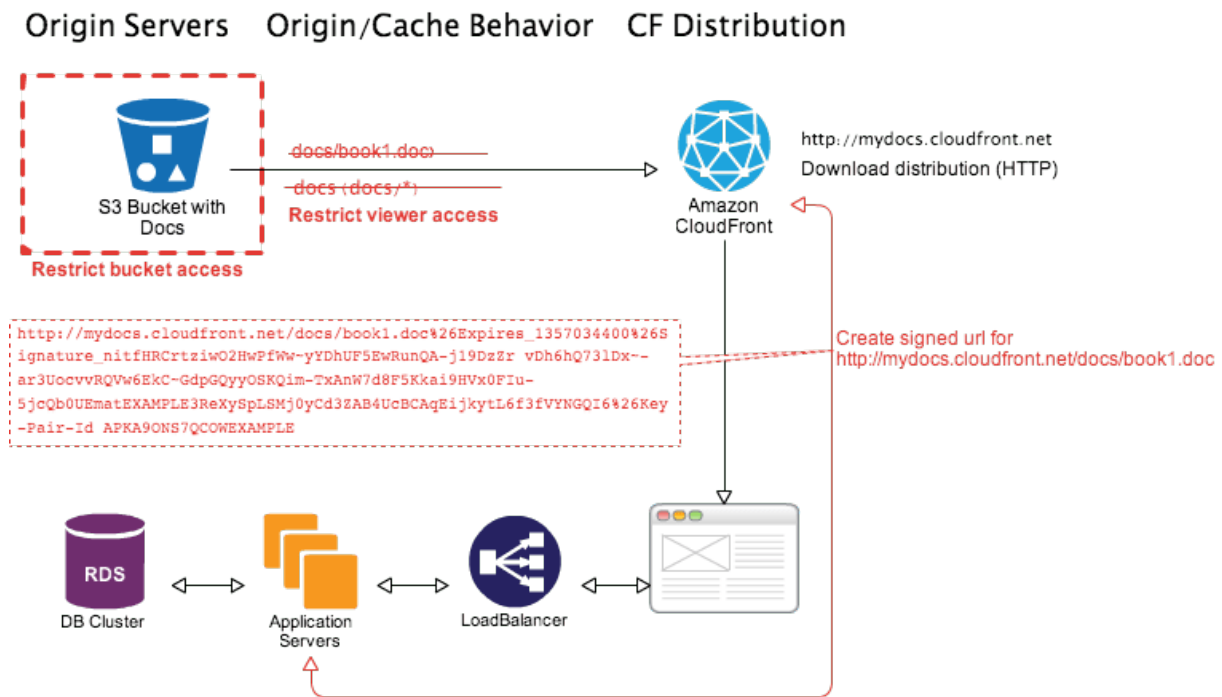 Origin Servers Origin/Cache Behavior CF Distribution
docs/book1.doc)
docs (docs/*)
Restrict viewer access
S3 Bucket with
Docs
Restrict bucket access
Amazon
CloudFront
http://mydocs.cloudfront.net
Download distribution (HTTP)
http://mydocs.cloudfront.net/docs/book1.doc%26Expires_1357034400%26S
ignature_nitfHRCrtziwO2HwPfWw~yYDhUF5EwRunQA-j19DzZr vDh6hQ73lDx~-
ar3UocvvRQVw6EkC~GdpGQyyOSKQim-TxAnW7d8F5Kkai9HVx0FIu-
5jcQb0UEmatEXAMPLE3ReXySpLSMj0yCd3ZAB4UcBCAqEijkytL6f3fVYNGQI6%26Key
-Pair-Id APKA9ONS7QCOWEXAMPLE
Create signed url for
http://mydocs.cloudfront.net/docs/book1.doc
RDS
DB Cluster
Application
Servers
LoadBalancer